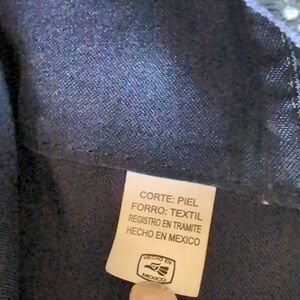 CORTE: PIEL
FORRO: TEXTIL
REGISTRO EN TRAMITE
HECHO EN MEXICO
HECHO EN
MEXICO